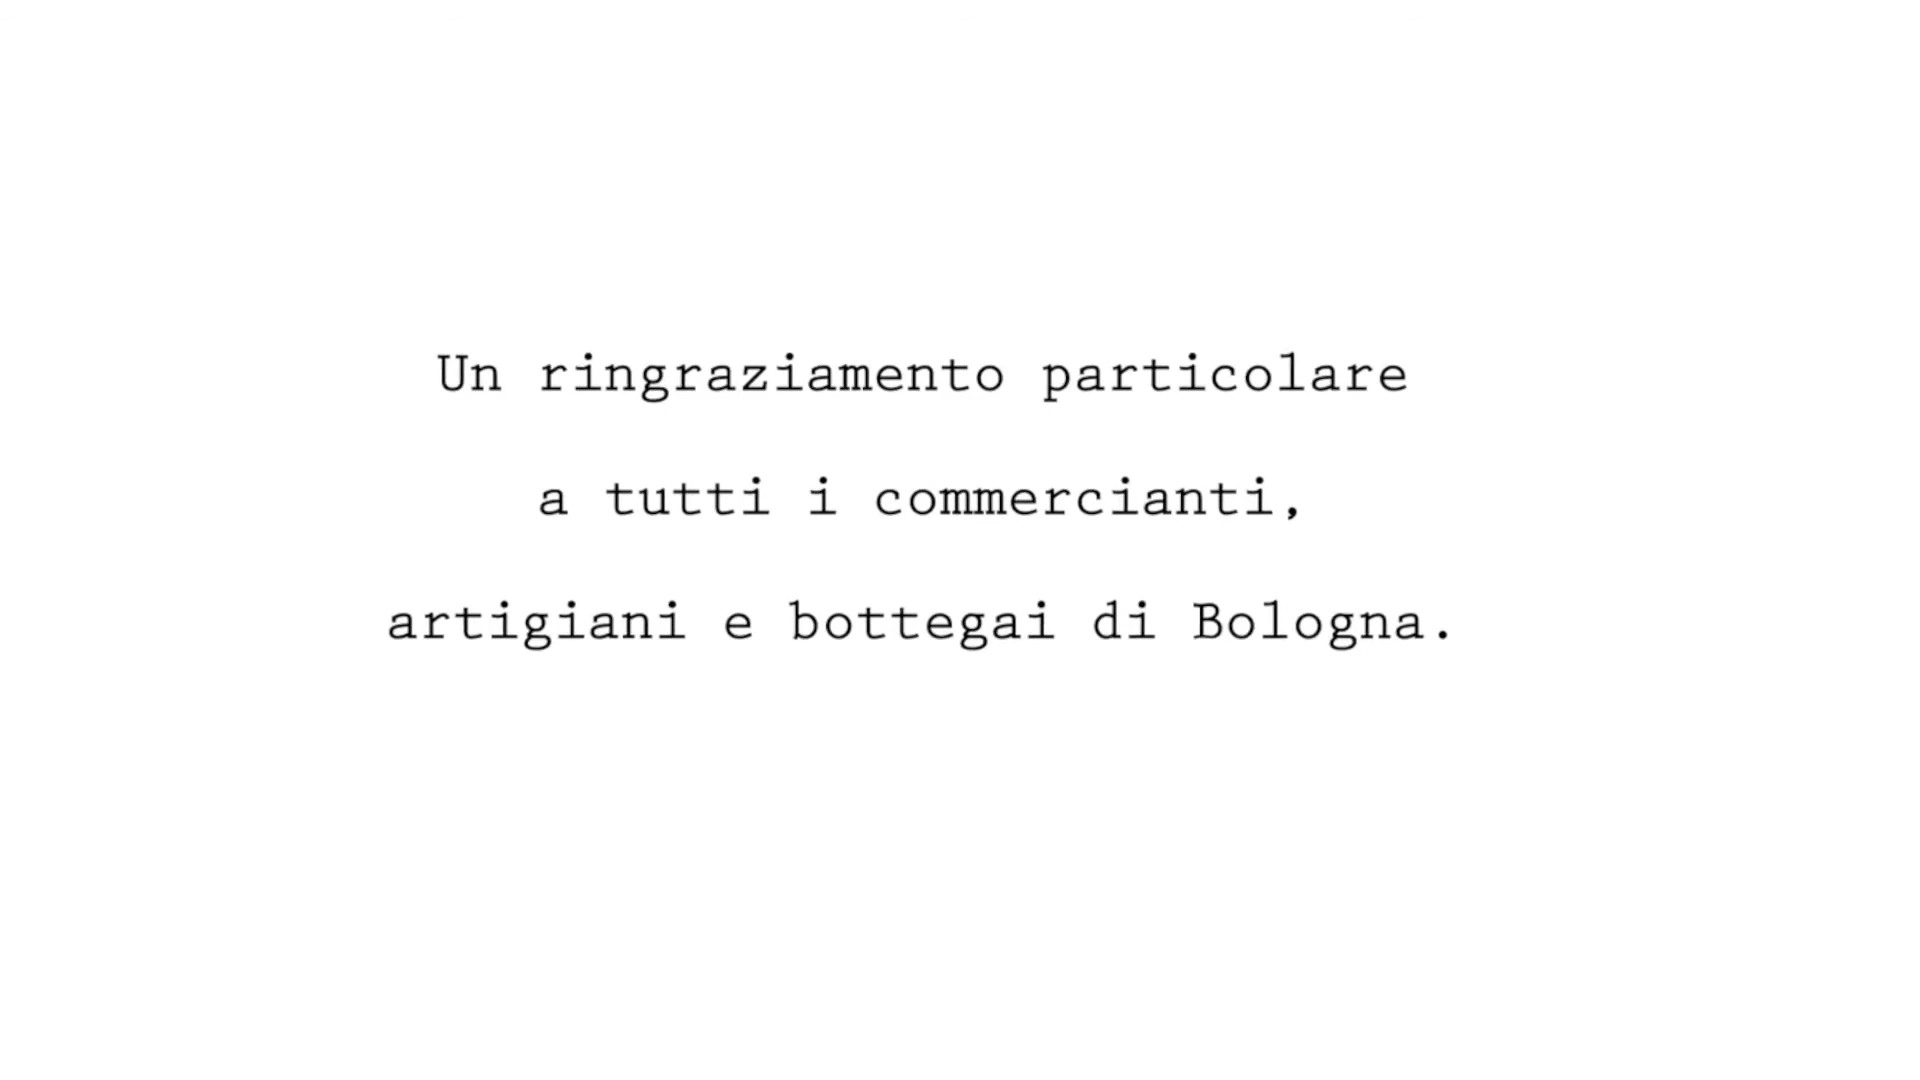 Un ringraziamento particolare
a tutti i commercianti,
artigiani e bottegai di Bologna.